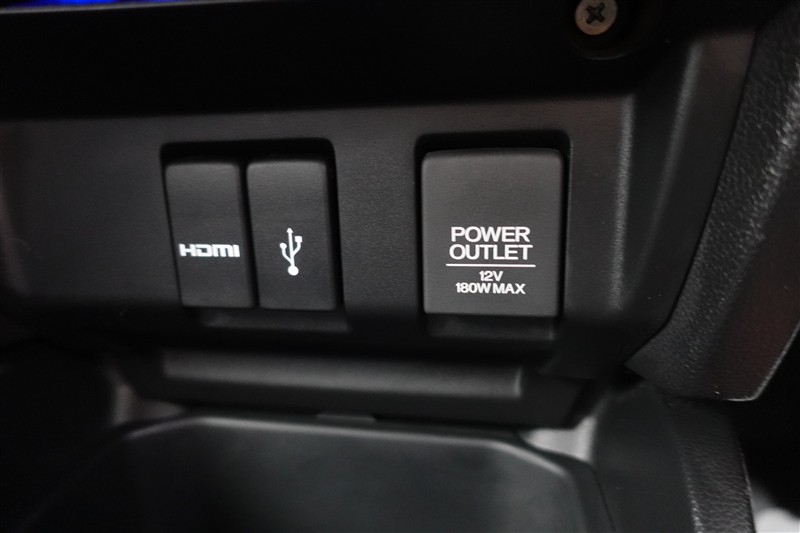 HDMI
POWER
OUTLET
12V
180W MAX